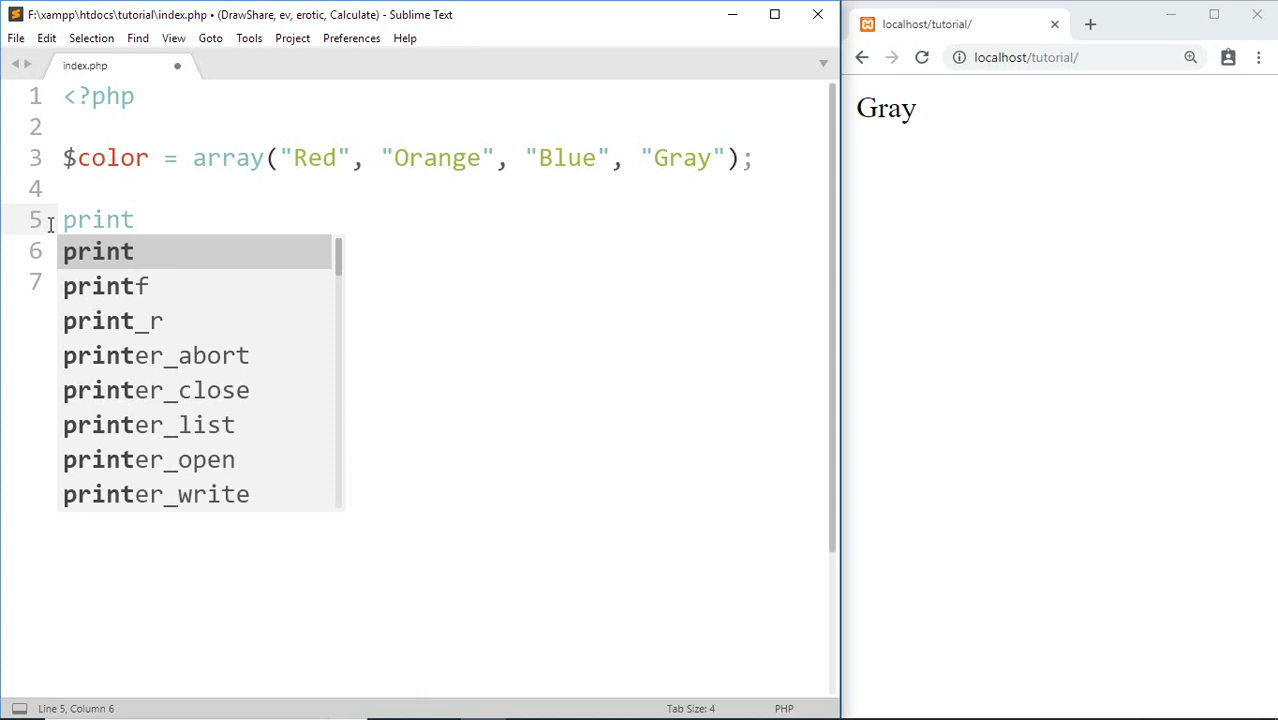 F:\xampp\htdocs\tutorial\index.php • (DrawShare, ev, erotic, Calculate) - Sublime Text
File Edit Selection Find View Goto Tools Project Preferences Help
index.php
1 <?php
2
3 $color = array("Red", "Orange", "Blue", "Gray");
4
5 print
6
7
print
printf
print_r
printer_abort
printer_close
printer_list
printer_open
printer_write
Line 5, Column 6 Tab Size: 4 PHP
localhost/tutorial/
localhost/tutorial/
Gray